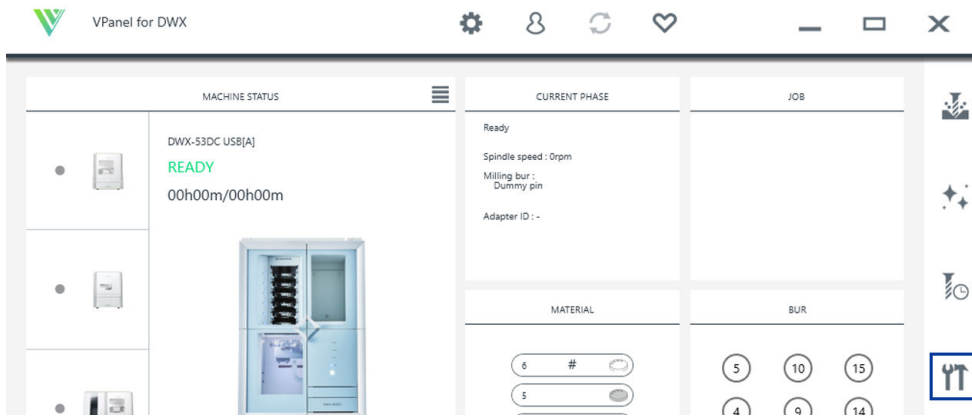 VPanel for DWX
MACHINE STATUS
DWX-53DC USB[A]
READY
00h00m/00h00m
CURRENT PHASE
Ready
Spindle speed : 0rpm
Milling bur :
Dummy pin
Adapter ID : -
JOB
MATERIAL
6 #
5
BUR
5 10 15
4 9 14